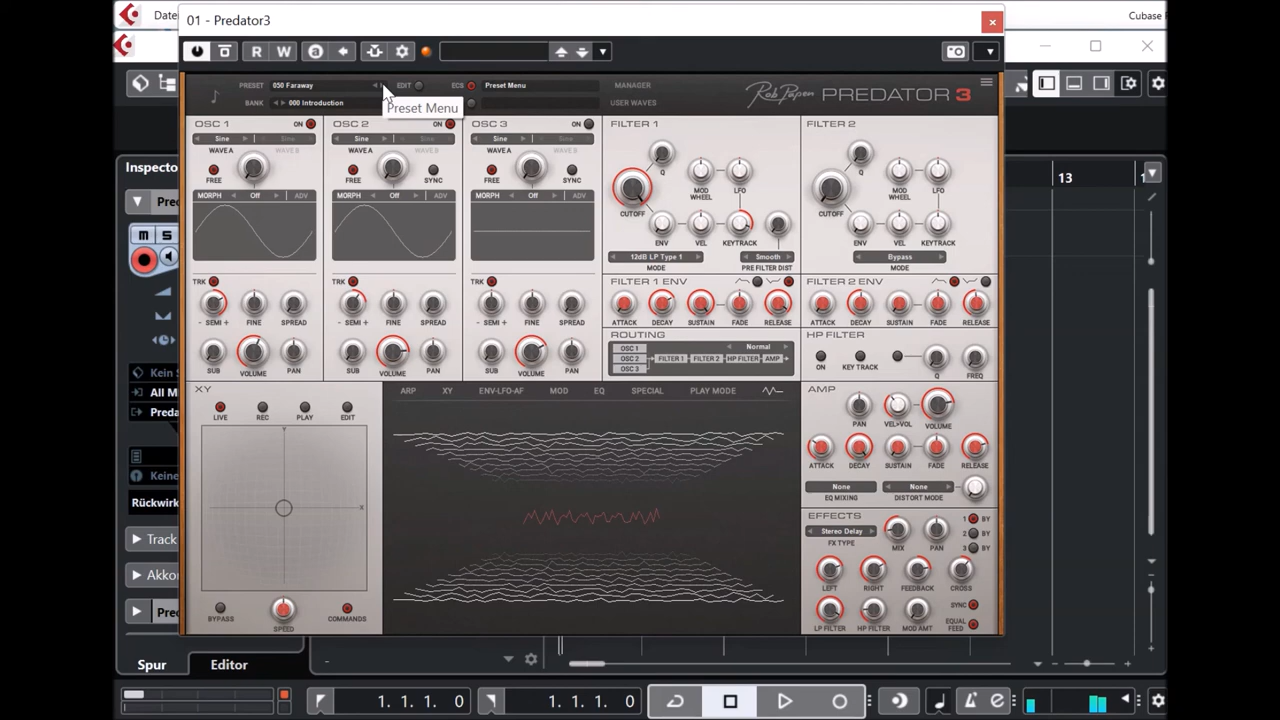 Datei
Cubase P
01 - Predator3
R W
PRESET 050 Faraway EDIT ECS Preset Menu MANAGER
Preset Menu
BANK 000 Introduction USER WAVES
Rob Papen PREDATOR 3
OSC 1 ON OSC 2 ON OSC 3 ON FILTER 1 FILTER 2
Sine Sine Sine Sine Sine Sine
WAVE A WAVE B WAVE A WAVE B WAVE A WAVE B
FREE FREE SYNC FREE SYNC
MORPH Off ADV MORPH Off ADV MORPH Off ADV
Q MOD WHEEL LFO Q MOD WHEEL LFO
CUTOFF CUTOFF
ENV VEL KEYTRACK ENV VEL KEYTRACK
12dB LP Type 1 Smooth Bypass
MODE PRE FILTER DIST MODE
TRK TRK TRK FILTER 1 ENV FILTER 2 ENV
- SEMI + FINE SPREAD - SEMI + FINE SPREAD - SEMI + FINE SPREAD
ATTACK DECAY SUSTAIN FADE RELEASE ATTACK DECAY SUSTAIN FADE RELEASE
ROUTING Normal HP FILTER
OSC 1
OSC 2 FILTER 1 FILTER 2 HP FILTER AMP
OSC 3
SUB VOLUME PAN SUB VOLUME PAN SUB VOLUME PAN
ON KEY TRACK Q FREQ
XY ARP XY ENV-LFO-AF MOD EQ SPECIAL PLAY MODE AMP
LIVE REC PLAY EDIT
Y
X
BYPASS SPEED COMMANDS
PAN VEL>VOL VOLUME
ATTACK DECAY SUSTAIN FADE RELEASE
None None
EQ MIXING DISTORT MODE
EFFECTS
Stereo Delay
FX TYPE MIX PAN
1 BY
2 BY
3 BY
LEFT RIGHT FEEDBACK CROSS
SYNC
EQUAL FEED
LP FILTER HP FILTER MOD AMT
Inspector
13
m S
All M
Rückwirk
Track
Akko
Spur Editor
1. 1. 1. 0 1. 1. 1. 0